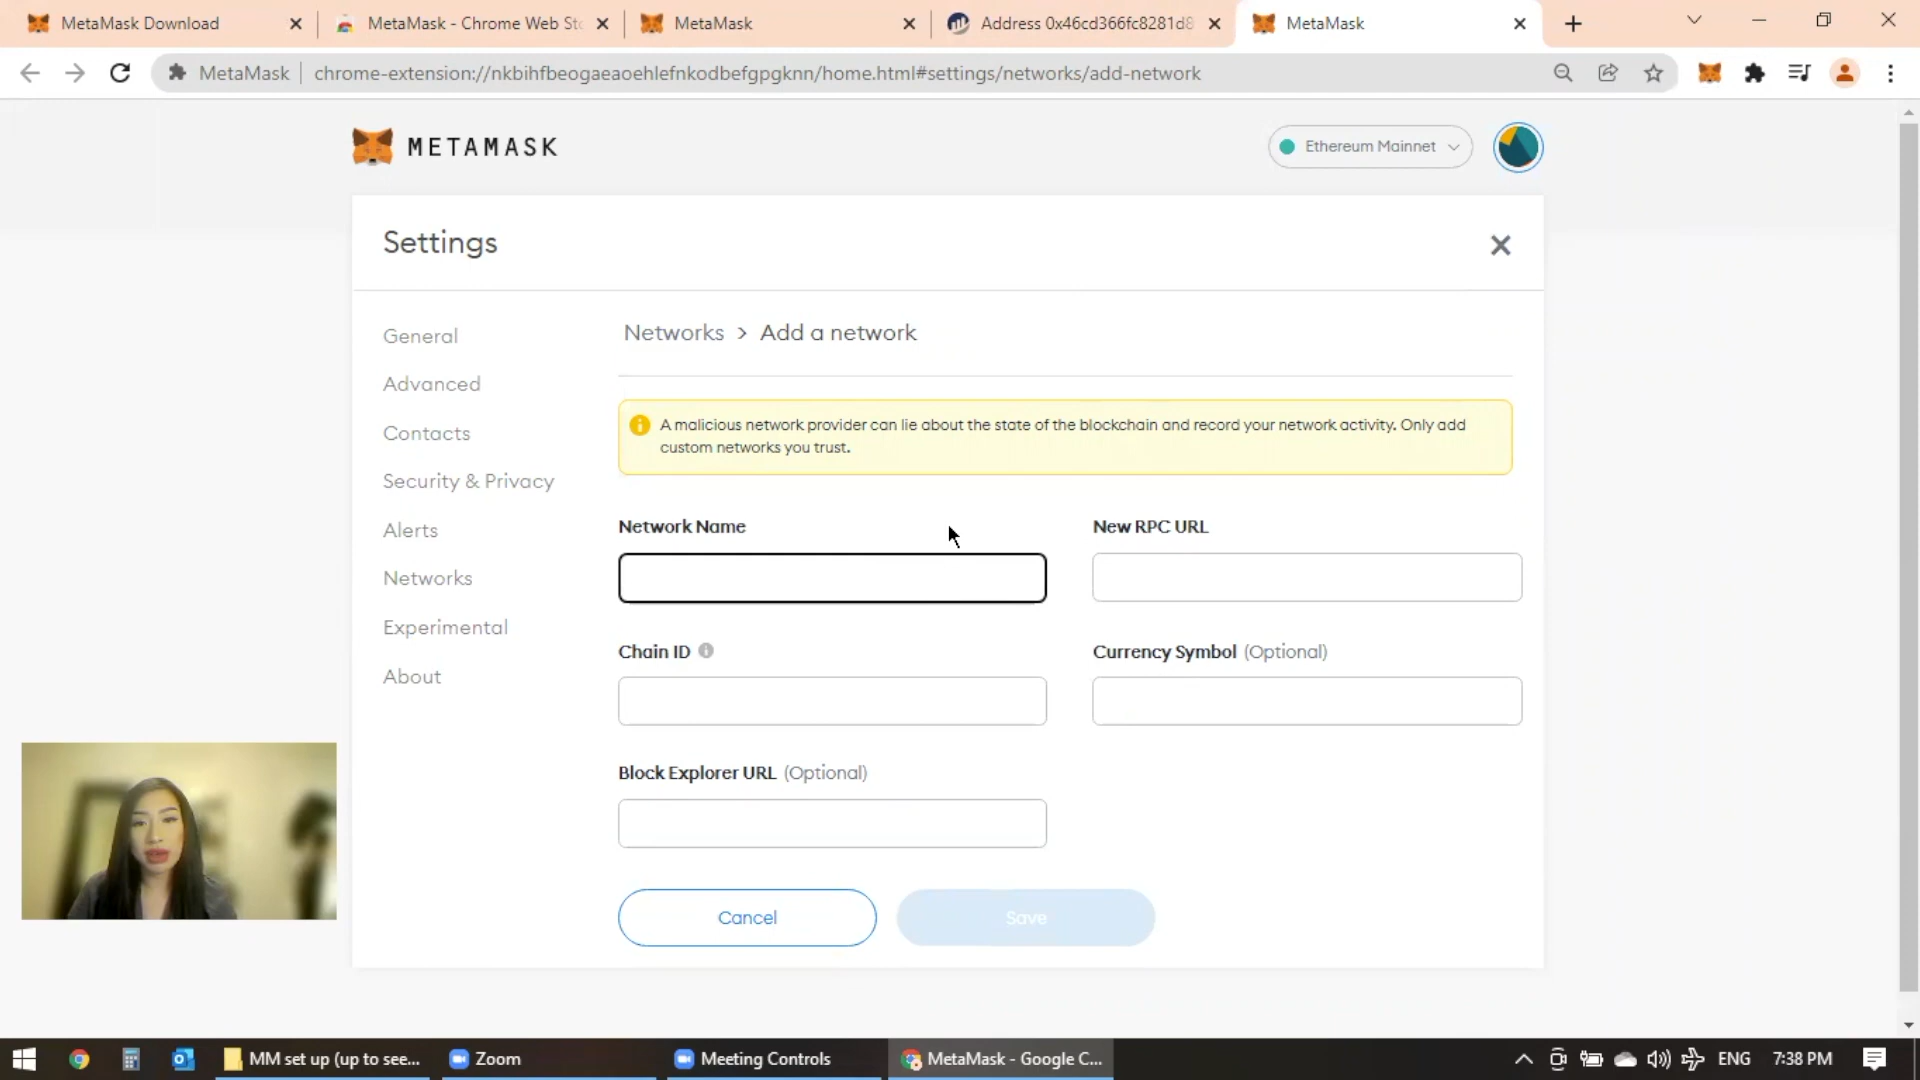 MetaMask Download
MetaMask - Chrome Web Sto
MetaMask
Address 0x46cd366fc8281d8
MetaMask
MetaMask
chrome-extension://nkbihfbeogaeaoehlefnkodbefgpgknn/home.html#settings/networks/add-network
METAMASK
Ethereum Mainnet
Settings
General
Advanced
Contacts
Security & Privacy
Alerts
Networks
Experimental
About
Networks > Add a network
A malicious network provider can lie about the state of the blockchain and record your network activity. Only add
custom networks you trust.
Network Name
New RPC URL
Chain ID
Currency Symbol (Optional)
Block Explorer URL (Optional)
Cancel
Save
MM set up (up to see...
Zoom
Meeting Controls
MetaMask - Google C...
ENG
7:38 PM